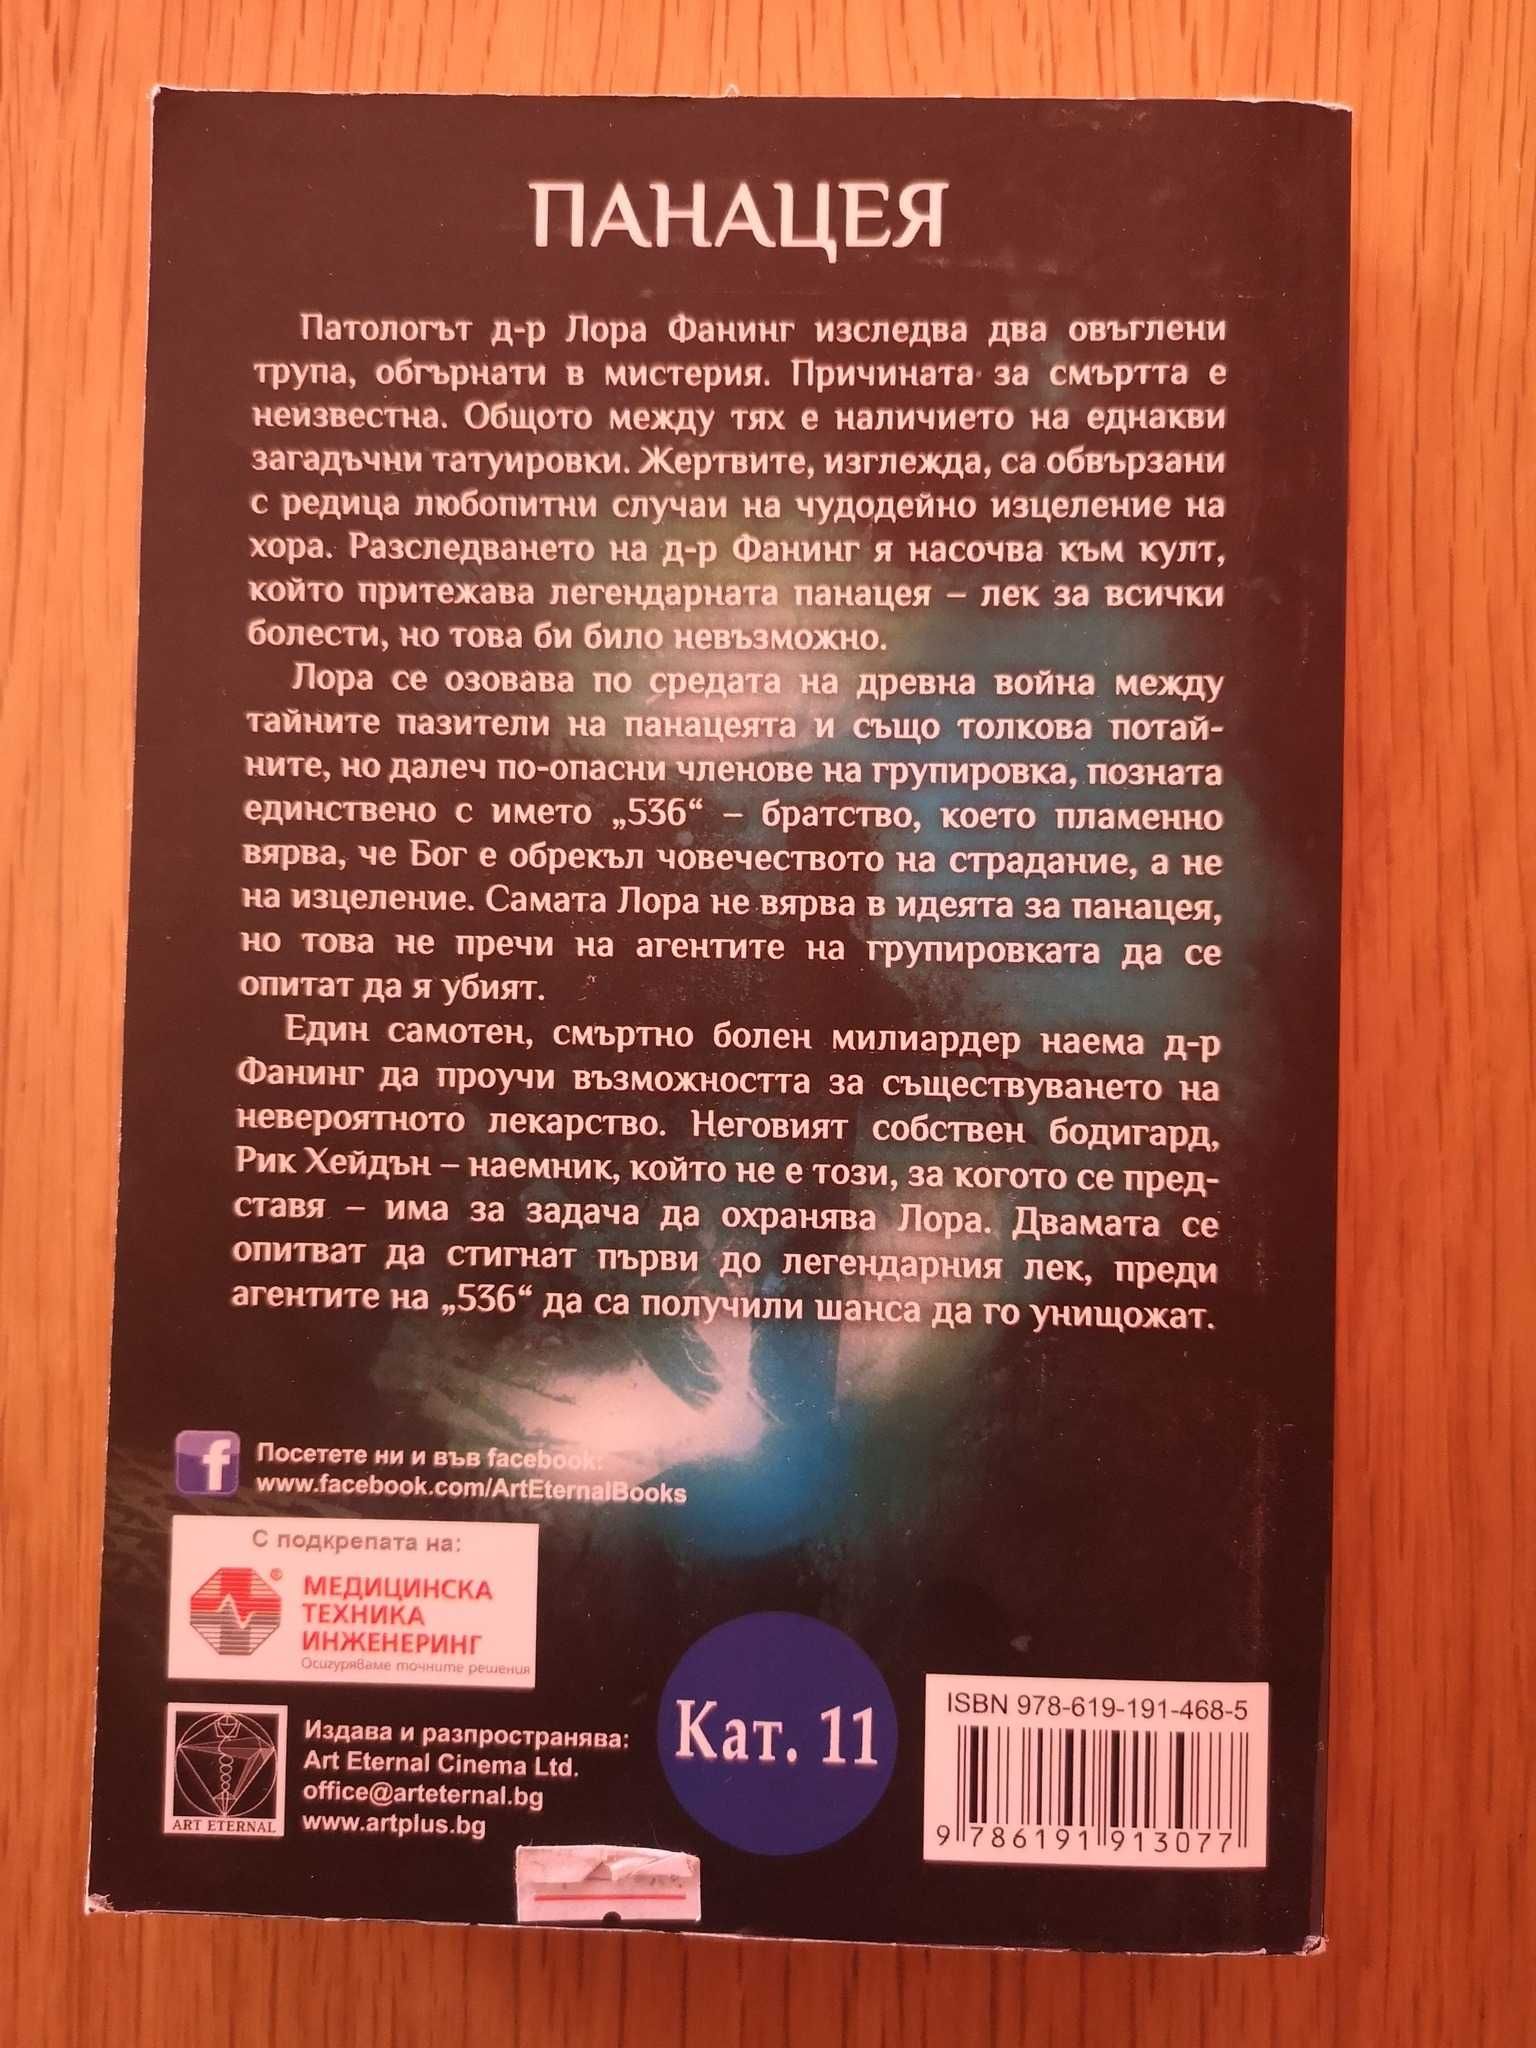 ПАНАЦЕЯ
Патологът д-р Лора Фанинг изследва два овъглени
трупа, обгърнати в мистерия. Причината за смъртта е
неизвестна. Общото между тях е наличието на еднакви
загадъчни татуировки. Жертвите, изглежда, са обвързани
с редица любопитни случаи на чудодейно изцеление на
хора. Разследването на д-р Фанинг я насочва към култ,
който притежава легендарната панацея – лек за всички
болести, но това би било невъзможно.
Лора се озовава по средата на древна война между
тайните пазители на панацеята и също толкова потай-
ните, но далеч по-опасни членове на групировка, позната
единствено с името „536“ – братство, което пламенно
вярва, че Бог е обрекъл човечеството на страдание, а не
на изцеление. Самата Лора не вярва в идеята за панацея,
но това не пречи на агентите на групировката да се
опитат да я убият.
Един самотен, смъртно болен милиардер наема д-р
Фанинг да проучи възможността за съществуването на
невероятното лекарство. Неговият собствен бодигард,
Рик Хейдън – наемник, който не е този, за когото се пред-
ставя – има за задача да охранява Лора. Двамата се
опитват да стигнат първи до легендарния лек, преди
агентите на „536“ да са получили шанса да го унищожат.
Посетете ни и във facebook:
www.facebook.com/ArtEternalBooks
С подкрепата на:
МЕДИЦИНСКА
ТЕХНИКА
ИНЖЕНЕРИНГ
Осигуряваме точните решения
ART ETERNAL
Издава и разпространява:
Art Eternal Cinema Ltd.
office@arteternal.bg
www.artplus.bg
Кат. 11
ISBN 978-619-191-468-5
9 786191 913077